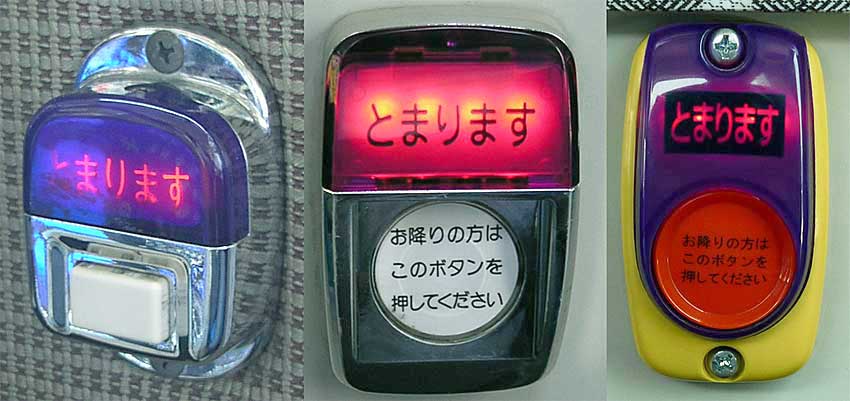 とまります
とまります
お降りの方は
このボタンを
押してください
とまります
お降りの方は
このボタンを
押してください